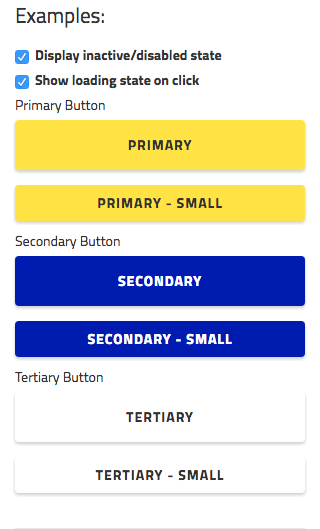 Examples:
Display inactive/disabled state
Show loading state on click
Primary Button
PRIMARY
PRIMARY - SMALL
Secondary Button
SECONDARY
SECONDARY - SMALL
Tertiary Button
TERTIARY
TERTIARY - SMALL